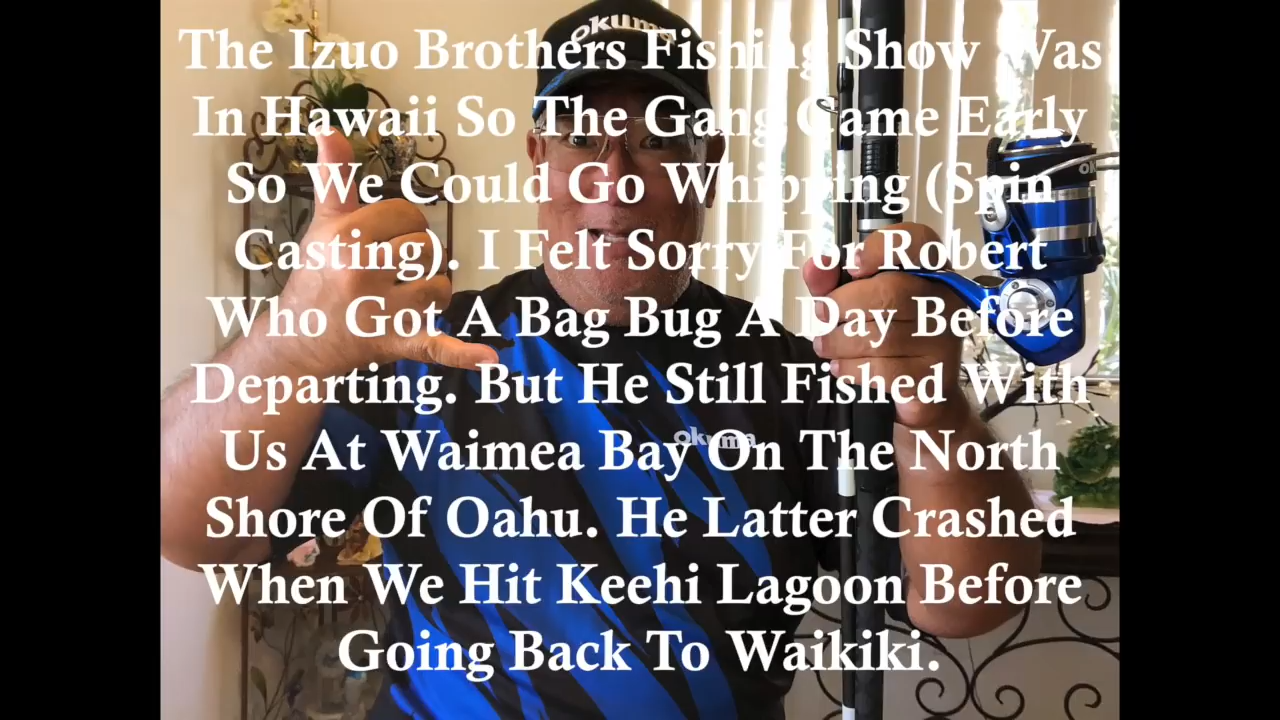 okuma
The Izuo Brothers Fishing Show Was
In Hawaii So The Gang Came Early
So We Could Go Whipping (Spin
Casting). I Felt Sorry For Robert
Who Got A Bag Bug A Day Before
Departing. But He Still Fished With
Us At Waimea Bay On The North
Shore Of Oahu. He Latter Crashed
When We Hit Keehi Lagoon Before
Going Back To Waikiki.
okuma